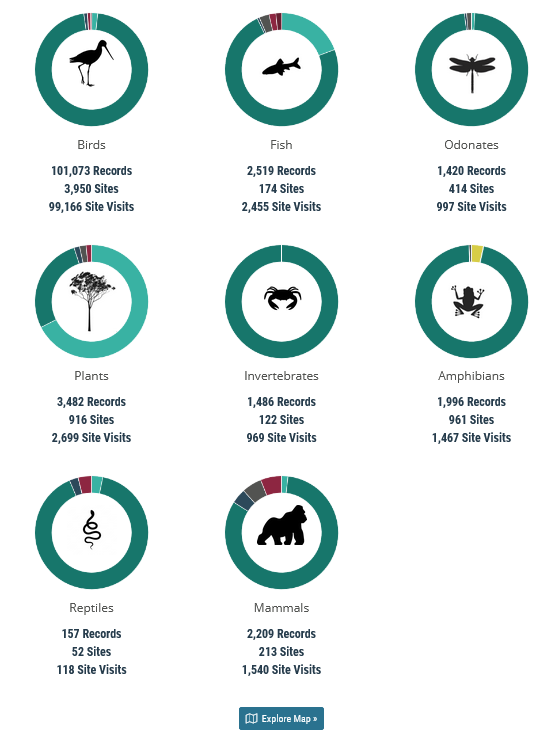 Birds
101,073 Records
3,950 Sites
99,166 Site Visits
Fish
2,519 Records
174 Sites
2,455 Site Visits
Odonates
1,420 Records
414 Sites
997 Site Visits
Plants
3,482 Records
916 Sites
2,699 Site Visits
Invertebrates
1,486 Records
122 Sites
969 Site Visits
Amphibians
1,996 Records
961 Sites
1,467 Site Visits
Reptiles
157 Records
52 Sites
118 Site Visits
Mammals
2,209 Records
213 Sites
1,540 Site Visits
Explore Map »